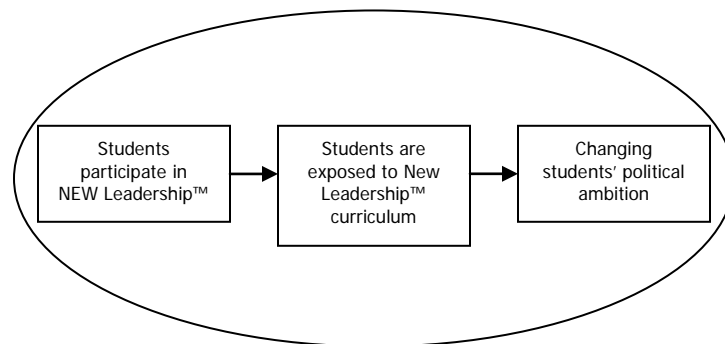 Students
participate in
NEW Leadership™
Students are
exposed to New
Leadership™
curriculum
Changing
students' political
ambition